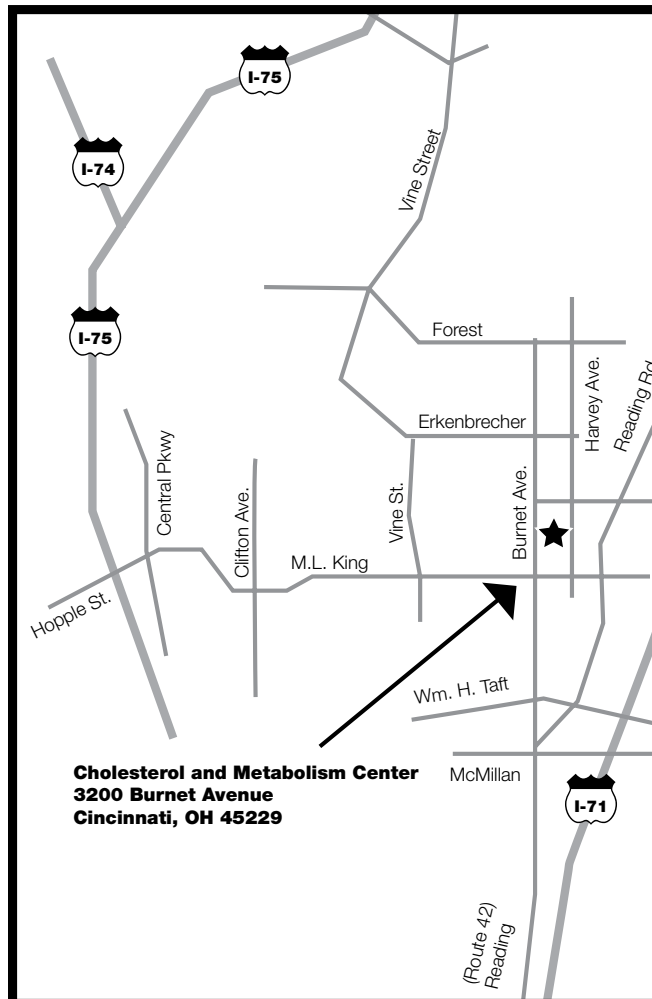 I-75
I-74
Vine Street
I-75
Forest
Harvey Ave.
Reading Rd
Erkenbrecher
Central Pkwy
Clifton Ave.
Vine St.
Burnet Ave.
M.L. King
Hopple St.
Wm. H. Taft
Cholesterol and Metabolism Center
3200 Burnet Avenue
Cincinnati, OH 45229
McMillan
I-71
(Route 42)
Reading